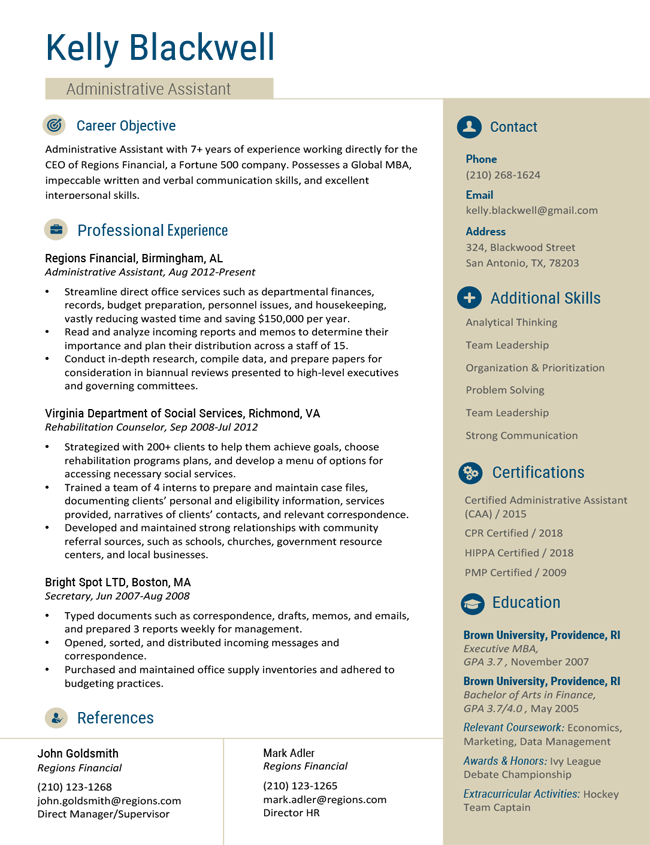 Kelly Blackwell
Administrative Assistant
Career Objective
Administrative Assistant with 7+ years of experience working directly for the
CEO of Regions Financial, a Fortune 500 company. Possesses a Global MBA,
impeccable written and verbal communication skills, and excellent
interpersonal skills.
Professional Experience
Regions Financial, Birmingham, AL
Administrative Assistant, Aug 2012-Present
• Streamline direct office services such as departmental finances,
records, budget preparation, personnel issues, and housekeeping,
vastly reducing wasted time and saving $150,000 per year.
• Read and analyze incoming reports and memos to determine their
importance and plan their distribution across a staff of 15.
• Conduct in-depth research, compile data, and prepare papers for
consideration in biannual reviews presented to high-level executives
and governing committees.
Virginia Department of Social Services, Richmond, VA
Rehabilitation Counselor, Sep 2008-Jul 2012
• Strategized with 200+ clients to help them achieve goals, choose
rehabilitation programs plans, and develop a menu of options for
accessing necessary social services.
• Trained a team of 4 interns to prepare and maintain case files,
documenting clients’ personal and eligibility information, services
provided, narratives of clients’ contacts, and relevant correspondence.
• Developed and maintained strong relationships with community
referral sources, such as schools, churches, government resource
centers, and local businesses.
Bright Spot LTD, Boston, MA
Secretary, Jun 2007-Aug 2008
• Typed documents such as correspondence, drafts, memos, and emails,
and prepared 3 reports weekly for management.
• Opened, sorted, and distributed incoming messages and
correspondence.
• Purchased and maintained office supply inventories and adhered to
budgeting practices.
References
John Goldsmith
Regions Financial
(210) 123-1268
john.goldsmith@regions.com
Direct Manager/Supervisor
Mark Adler
Regions Financial
(210) 123-1265
mark.adler@regions.com
Director HR
Contact
Phone
(210) 268-1624
Email
kelly.blackwell@gmail.com
Address
324, Blackwood Street
San Antonio, TX, 78203
Additional Skills
Analytical Thinking
Team Leadership
Organization & Prioritization
Problem Solving
Team Leadership
Strong Communication
Certifications
Certified Administrative Assistant
(CAA) / 2015
CPR Certified / 2018
HIPPA Certified / 2018
PMP Certified / 2009
Education
Brown University, Providence, RI
Executive MBA,
GPA 3.7 , November 2007
Brown University, Providence, RI
Bachelor of Arts in Finance,
GPA 3.7/4.0 , May 2005
Relevant Coursework: Economics,
Marketing, Data Management
Awards & Honors: Ivy League
Debate Championship
Extracurricular Activities: Hockey
Team Captain